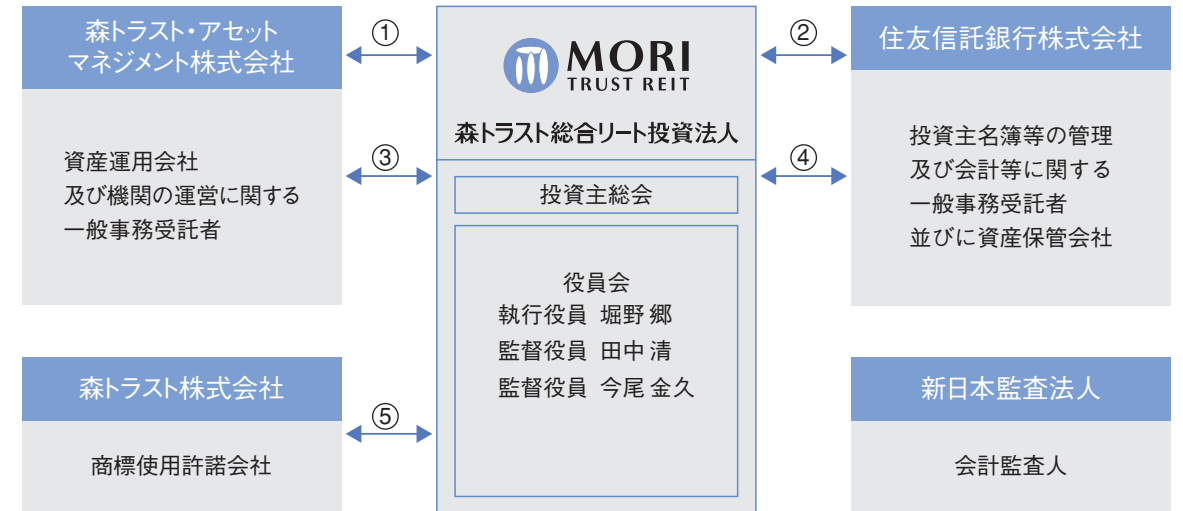 森トラスト・アセット
マネジメント株式会社
資産運用会社
及び機関の運営に関する
一般事務受託者
①
③
MORI
TRUST REIT
森トラスト総合リート投資法人
投資主総会
役員会
執行役員 堀野 郷
監督役員 田中 清
監督役員 今尾 金久
②
④
住友信託銀行株式会社
投資主名簿等の管理
及び会計等に関する
一般事務受託者
並びに資産保管会社
森トラスト株式会社
商標使用許諾会社
⑤
新日本監査法人
会計監査人